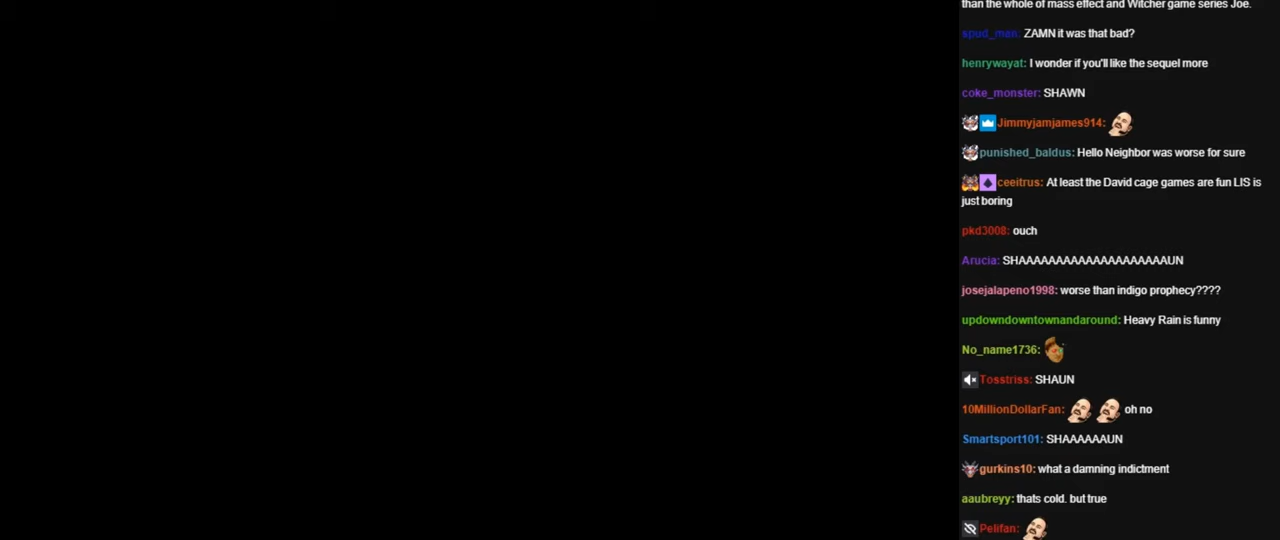 than the whole of mass effect and Witcher game series Joe.
spud_man: ZAMN it was that bad?
henrywayat: I wonder if you'll like the sequel more
coke_monster: SHAWN
Jimmyjamjames914:
punished_baldus: Hello Neighbor was worse for sure
ceeitrus: At least the David cage games are fun LIS is
just boring
pkd3008: ouch
Arucia: SHAAAAAAAAAAAAAAAAAAAAUN
josejalapeno1998: worse than indigo prophecy????
updowndowntownandaround: Heavy Rain is funny
No_name1736:
Tosstriss: SHAUN
10MillionDollarFan: oh no
Smartsport101: SHAAAAAAUN
gurkins10: what a damning indictment
aaubreyy: thats cold. but true
Pelifan: